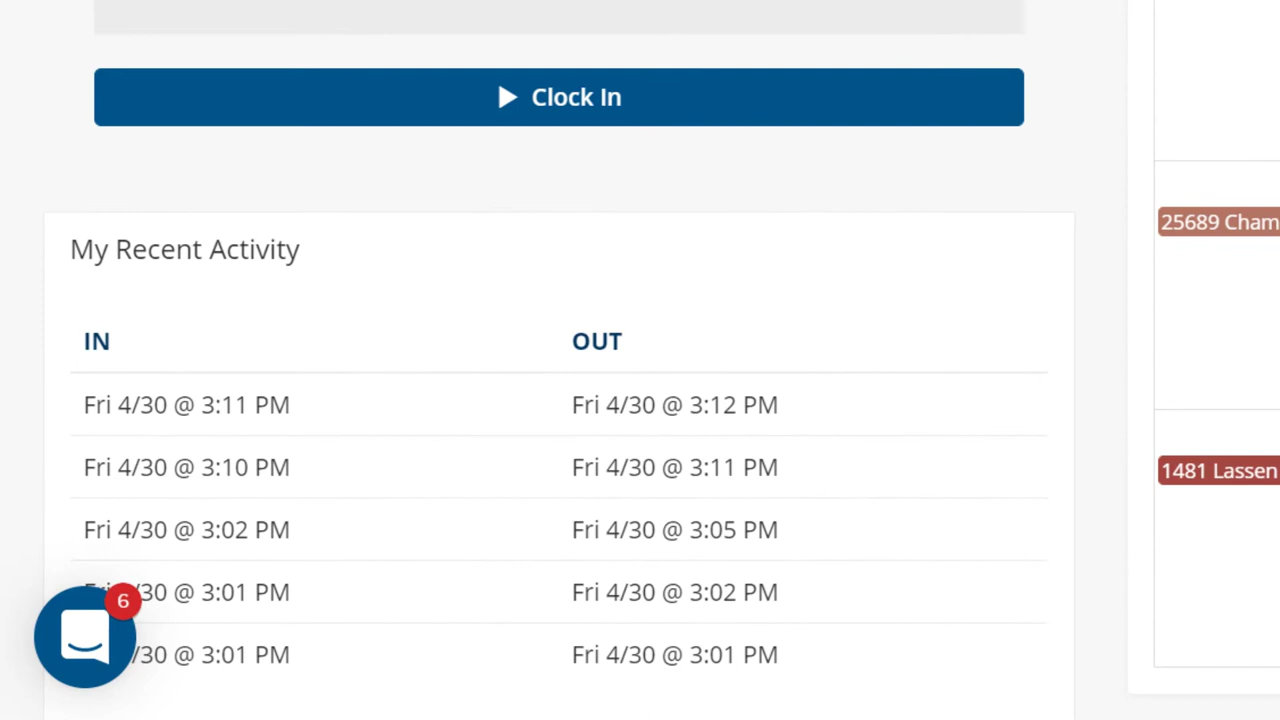 Clock In
My Recent Activity
IN OUT
Fri 4/30 @ 3:11 PM Fri 4/30 @ 3:12 PM
Fri 4/30 @ 3:10 PM Fri 4/30 @ 3:11 PM
Fri 4/30 @ 3:02 PM Fri 4/30 @ 3:05 PM
/30 @ 3:01 PM Fri 4/30 @ 3:02 PM
/30 @ 3:01 PM Fri 4/30 @ 3:01 PM
6
25689 Cham
1481 Lassen